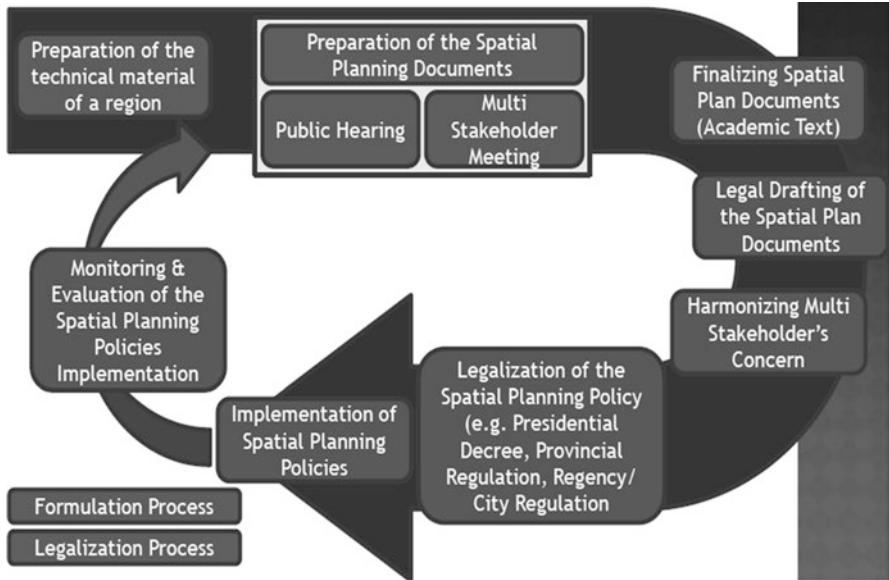 Preparation of the
technical material
of a region
Preparation of the Spatial
Planning Documents
Public Hearing
Multi
Stakeholder
Meeting
Finalizing Spatial
Plan Documents
(Academic Text)
Legal Drafting of
the Spatial Plan
Documents
Harmonizing Multi
Stakeholder's
Concern
Legalization of the
Spatial Planning Policy
(e.g. Presidential
Decree, Provincial
Regulation, Regency/
City Regulation
Implementation of
Spatial Planning
Policies
Monitoring &
Evaluation of the
Spatial Planning
Policies
Implementation
Formulation Process
Legalization Process